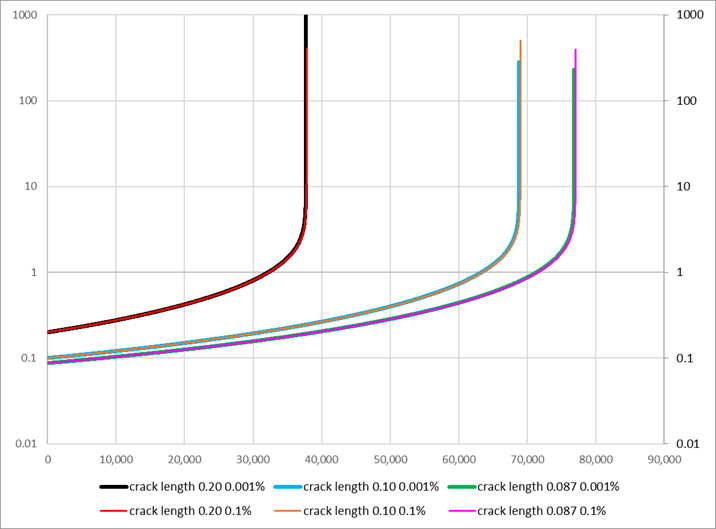 1000 1000
100 100
10 10
1 1
0.1 0.1
0.01 0.01
0 10,000 20,000 30,000 40,000 50,000 60,000 70,000 80,000 90,000
crack length 0.20 0.001% crack length 0.10 0.001% crack length 0.087 0.001%
crack length 0.20 0.1% crack length 0.10 0.1% crack length 0.087 0.1%